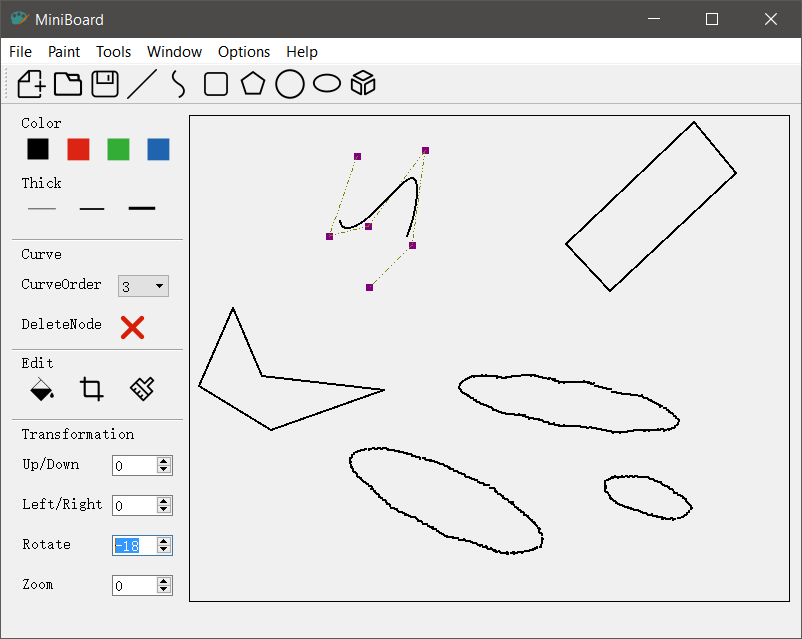 MiniBoard
File Paint Tools Window Options Help
Color
Thick
Curve
CurveOrder 3
DeleteNode
Edit
Transformation
Up/Down 0
Left/Right 0
Rotate -18
Zoom 0